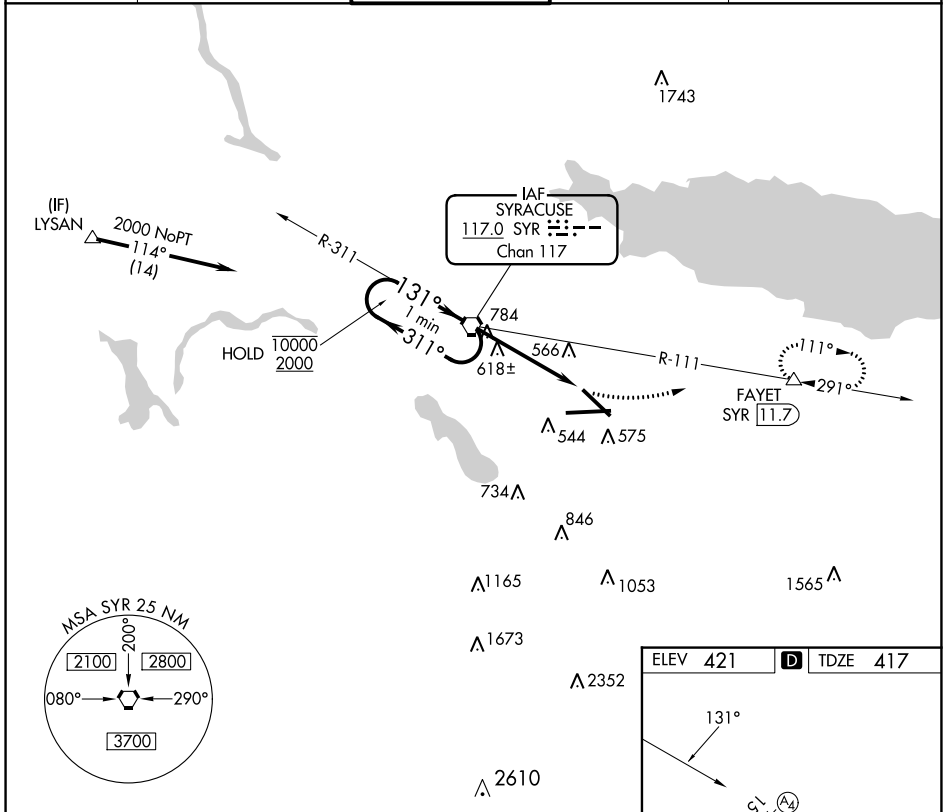 1743
(IF)
LYSAN
2000 NoPT
114°
(14)
R-311
IAF
SYRACUSE
117.0 SYR
Chan 117
131°
1 min
311°
HOLD 10000
2000
784
618±
566
R-111
111°
291°
FAYET
SYR 11.7
544
575
734
846
1165
1053
1565
1673
2352
2610
MSA SYR 25 NM
200°
2100
2800
080°
290°
3700
ELEV 421 D TDZE 417
131°
A4